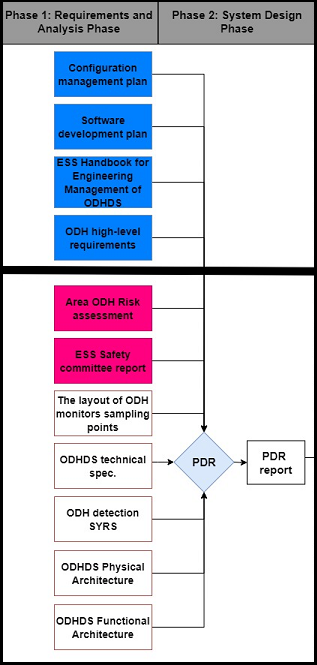 Phase 1: Requirements and
Analysis Phase
Phase 2: System Design
Phase
Configuration
management plan
Software
development plan
ESS Handbook for
Engineering
Management of
ODHDS
ODH high-level
requirements
Area ODH Risk
assessment
ESS Safety
committee report
The layout of ODH
monitors sampling
points
ODHDS technical
spec.
PDR
PDR
report
ODH detection
SYRS
ODHDS Physical
Architecture
ODHDS Functional
Architecture